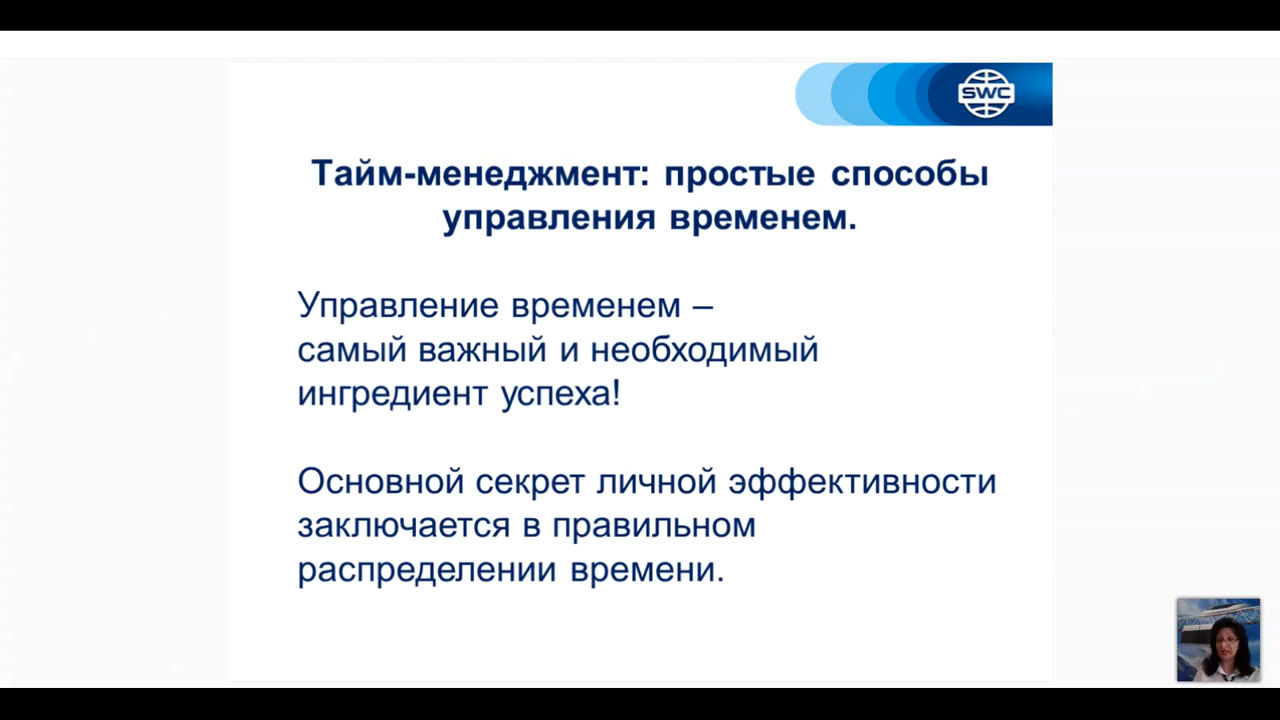 SWC
Тайм-менеджмент: простые способы
управления временем.
Управление временем –
самый важный и необходимый
ингредиент успеха!
Основной секрет личной эффективности
заключается в правильном
распределении времени.